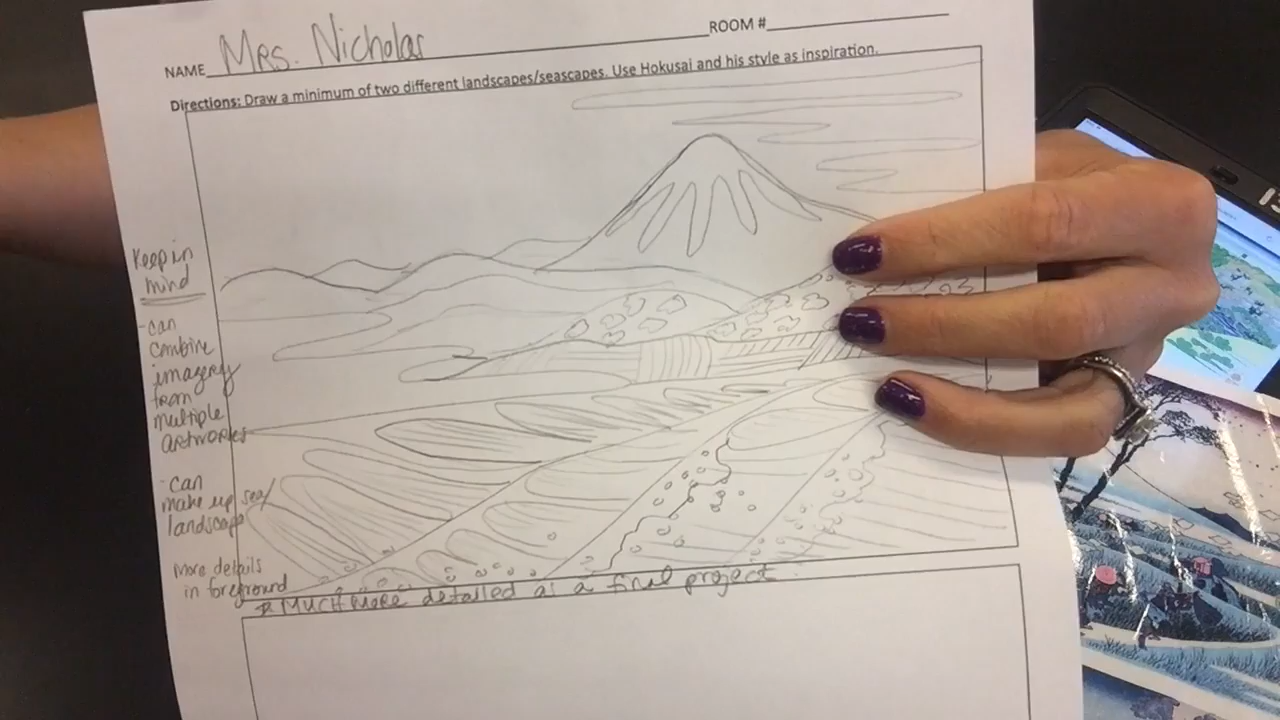 NAME Mrs. Nicholas ROOM #
Directions: Draw a minimum of two different landscapes/seascapes. Use Hokusai and his style as inspiration.
Keep in
mind
-can
combine
imagery
from
multiple
artworks
-can
make up sea/
landscape
more details
in foreground
* MUCH MORE detailed as a final project.